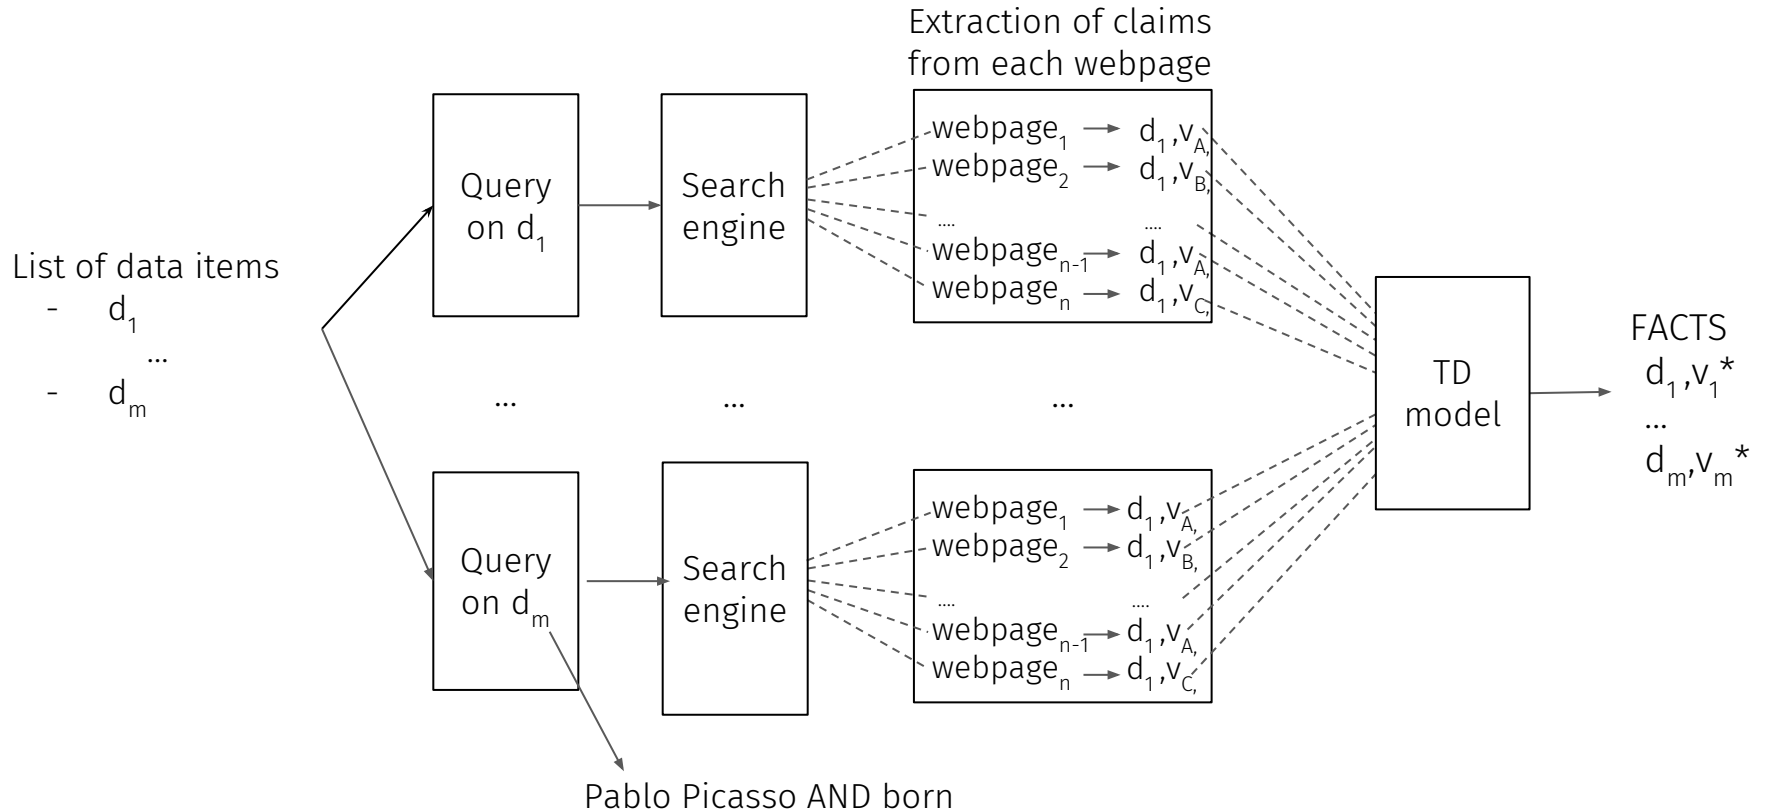 Extraction of claims
from each webpage
List of data items
- d1
...
- dm
Query
on d1
Search
engine
webpage1 d1,vA,
webpage2 d1,vB,
.... ....
webpagen-1 d1,vA,
webpagen d1,vC,
... ... ...
Query
on dm
Search
engine
webpage1 d1,vA,
webpage2 d1,vB,
.... ....
webpagen-1 d1,vA,
webpagen d1,vC,
Pablo Picasso AND born
TD
model
FACTS
d1,v1*
...
dm,vm*